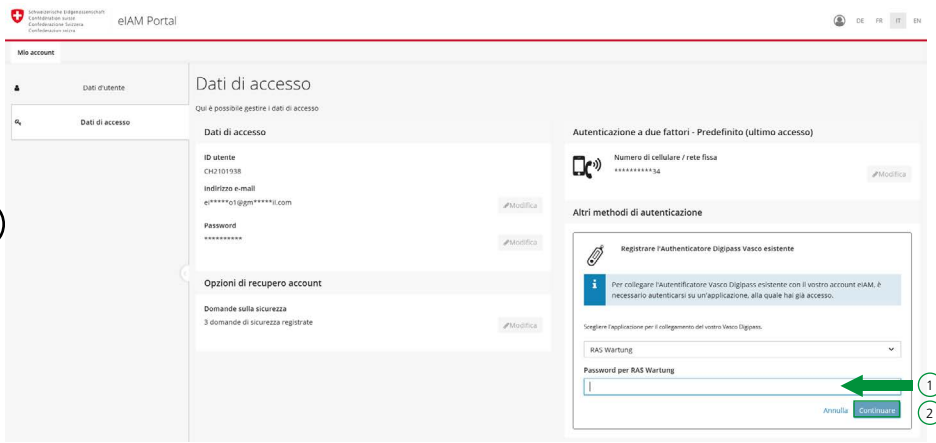 Schweizerische Eidgenossenschaft
Confédération suisse
Confederazione Svizzera
Confederaziun svizra
eIAM Portal
DE FR IT EN
Mio account
Dati d'utente
Dati di accesso
Dati di accesso
Qui è possibile gestire i dati di accesso
Dati di accesso
ID utente
CH2101938
Indirizzo e-mail
ei*****o1@gm*****il.com
Modifica
Password
**********
Modifica
Opzioni di recupero account
Domande sulla sicurezza
3 domande di sicurezza registrate
Modifica
Autenticazione a due fattori - Predefinito (ultimo accesso)
Numero di cellulare / rete fissa
**********34
Modifica
Altri methodi di autenticazione
Registrare l'Authenticatore Digipass Vasco esistente
i
Per collegare l'Autentificatore Vasco Digipass esistente con il vostro account eIAM, è
necessario autenticarsi su un'applicazione, alla quale hai già accesso.
Scegliere l'applicazione per il collegamento del vostro Vasco Digipass.
RAS Wartung
Password per RAS Wartung
1
Annulla Continuare
2